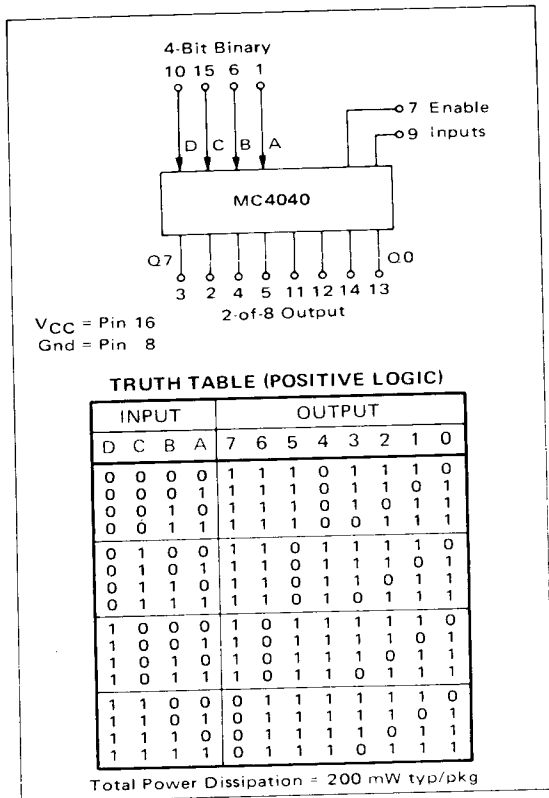 4-Bit Binary
10 15 6 1
7 Enable
9 Inputs
D C B A
MC4040
Q7 Q0
3 2 4 5 11 12 14 13
2-of-8 Output
VCC = Pin 16
Gnd = Pin 8
TRUTH TABLE (POSITIVE LOGIC)
INPUT OUTPUT
D C B A 7 6 5 4 3 2 1 0
0 0 0 0 1 1 1 0 1 1 1 0
0 0 0 1 1 1 1 0 1 1 0 1
0 0 1 0 1 1 1 0 1 0 1 1
0 0 1 1 1 1 1 0 0 1 1 1
0 1 0 0 1 1 0 1 1 1 1 0
0 1 0 1 1 1 0 1 1 1 0 1
0 1 1 0 1 1 0 1 1 0 1 1
0 1 1 1 1 1 0 1 0 1 1 1
1 0 0 0 1 0 1 1 1 1 1 0
1 0 0 1 1 0 1 1 1 1 0 1
1 0 1 0 1 0 1 1 1 0 1 1
1 0 1 1 1 0 1 1 0 1 1 1
1 1 0 0 0 1 1 1 1 1 1 0
1 1 0 1 0 1 1 1 1 1 0 1
1 1 1 0 0 1 1 1 1 0 1 1
1 1 1 1 0 1 1 1 0 1 1 1
Total Power Dissipation = 200 mW typ/pkg